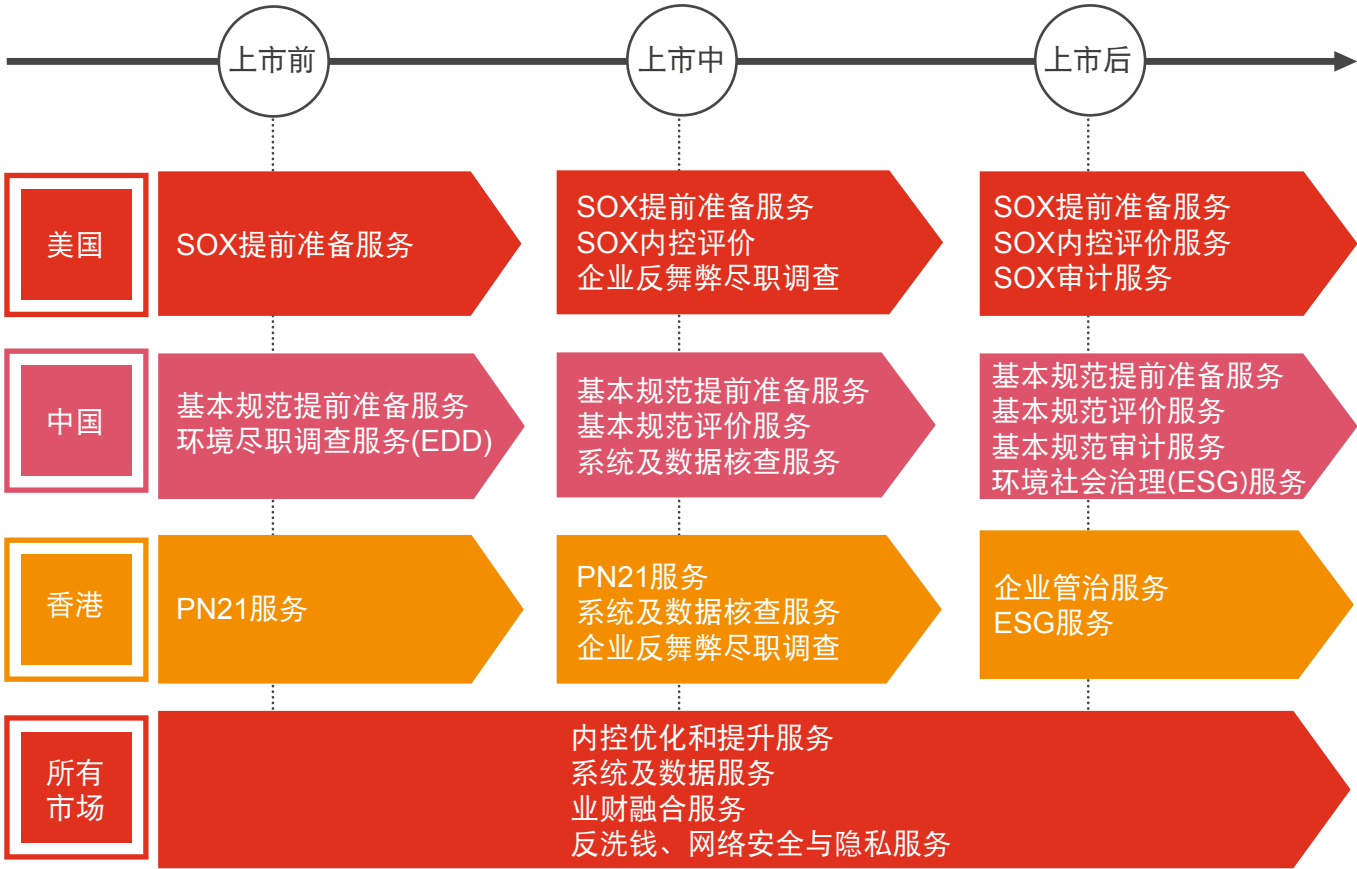 上市前
上市中
上市后
美国
SOX提前准备服务
SOX提前准备服务
SOX内控评价
企业反舞弊尽职调查
SOX提前准备服务
SOX内控评价服务
SOX审计服务
中国
基本规范提前准备服务
环境尽职调查服务(EDD)
基本规范提前准备服务
基本规范评价服务
系统及数据核查服务
基本规范提前准备服务
基本规范评价服务
基本规范审计服务
环境社会治理(ESG)服务
香港
PN21服务
PN21服务
系统及数据核查服务
企业反舞弊尽职调查
企业管治服务
ESG服务
所有
市场
内控优化和提升服务
系统及数据服务
业财融合服务
反洗钱、网络安全与隐私服务